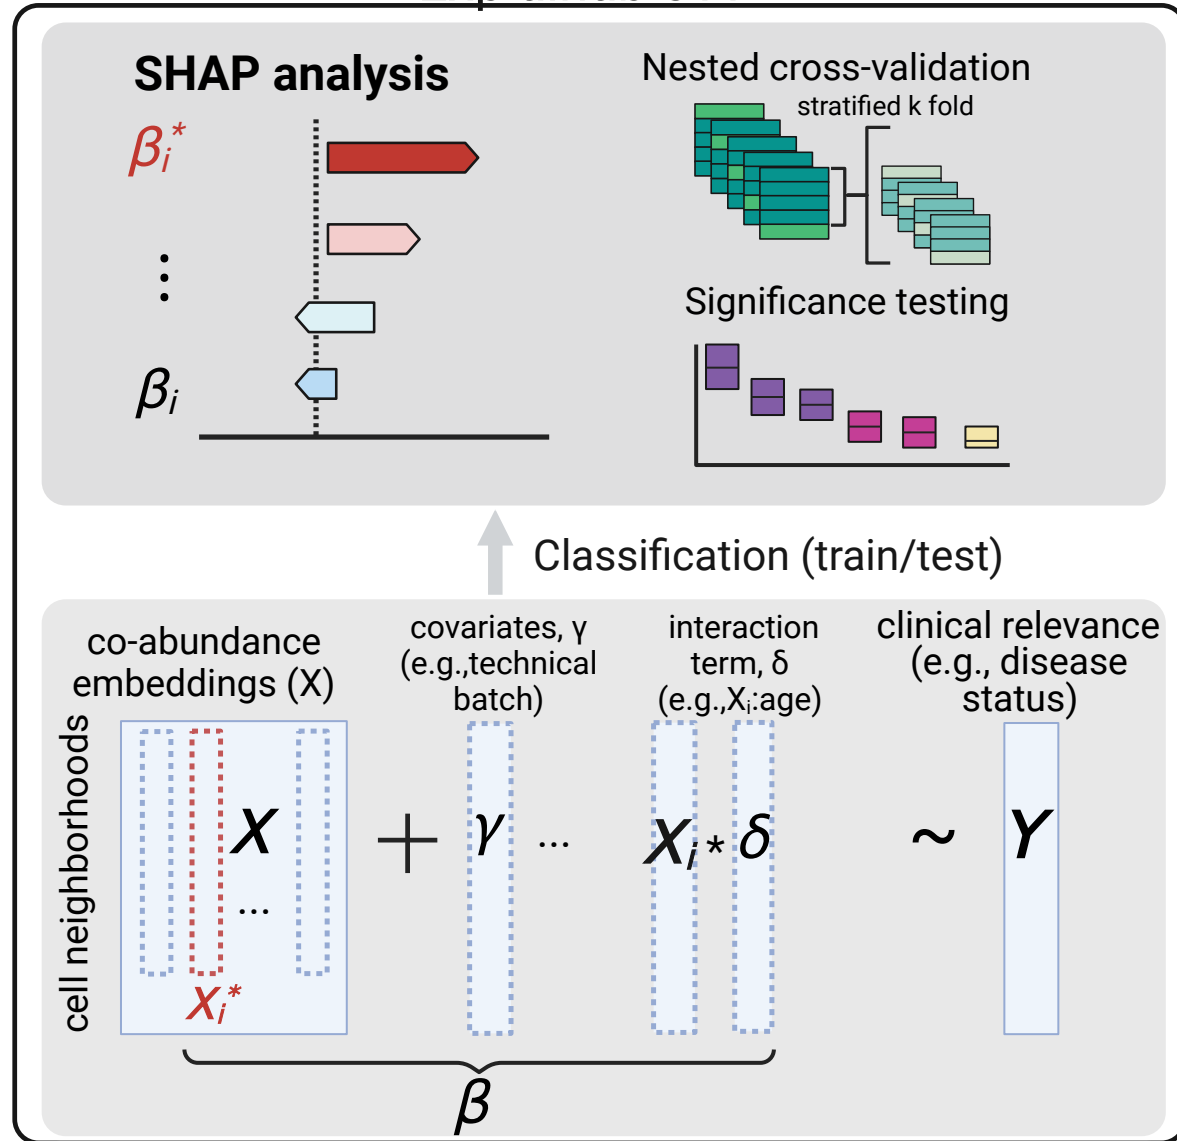 SHAP analysis
βᵢ*
⋮
βᵢ
Nested cross-validation
stratified k fold
Significance testing
Classification (train/test)
co-abundance
embeddings (X)
covariates, γ
(e.g.,technical
batch)
interaction
term, δ
(e.g.,Xᵢ:age)
clinical relevance
(e.g., disease
status)
cell neighborhoods
X
...
Xᵢ*
+
γ
...
Xᵢ * δ
~
Y
β